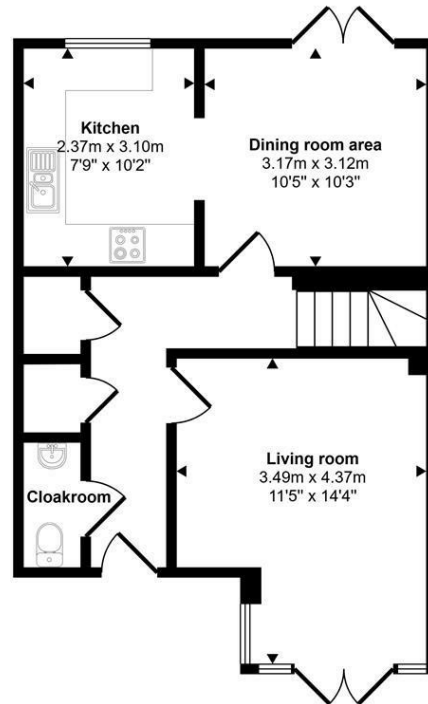 Kitchen
2.37m x 3.10m
7'9" x 10'2"
Dining room area
3.17m x 3.12m
10'5" x 10'3"
Living room
3.49m x 4.37m
11'5" x 14'4"
Cloakroom